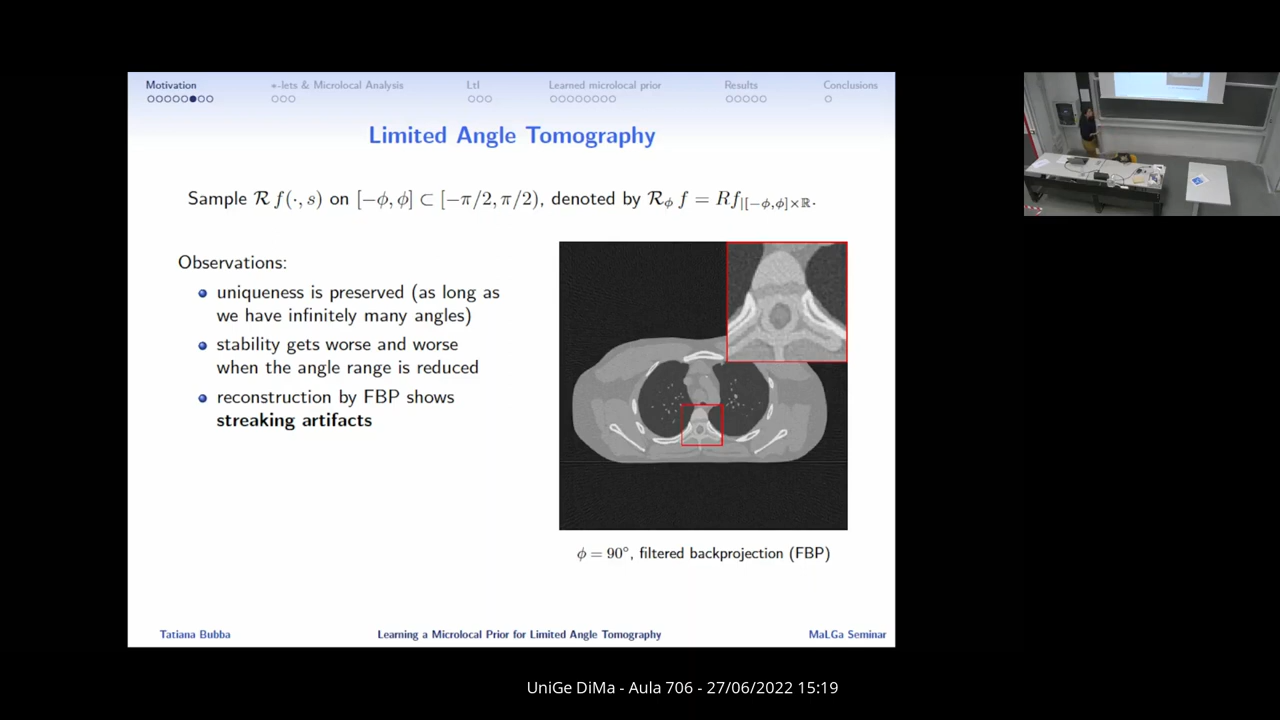 Motivation *-lets & Microlocal Analysis LtI Learned microlocal prior Results Conclusions
Limited Angle Tomography
Sample ℛ f(·, s) on [−ϕ, ϕ] ⊂ [−π/2, π/2), denoted by ℛ_ϕ f = Rf_{|[−ϕ,ϕ]×ℝ}.
Observations:
uniqueness is preserved (as long as
we have infinitely many angles)
stability gets worse and worse
when the angle range is reduced
reconstruction by FBP shows
streaking artifacts
ϕ = 90°, filtered backprojection (FBP)
Tatiana Bubba Learning a Microlocal Prior for Limited Angle Tomography MaLGa Seminar
UniGe DiMa - Aula 706 - 27/06/2022 15:19